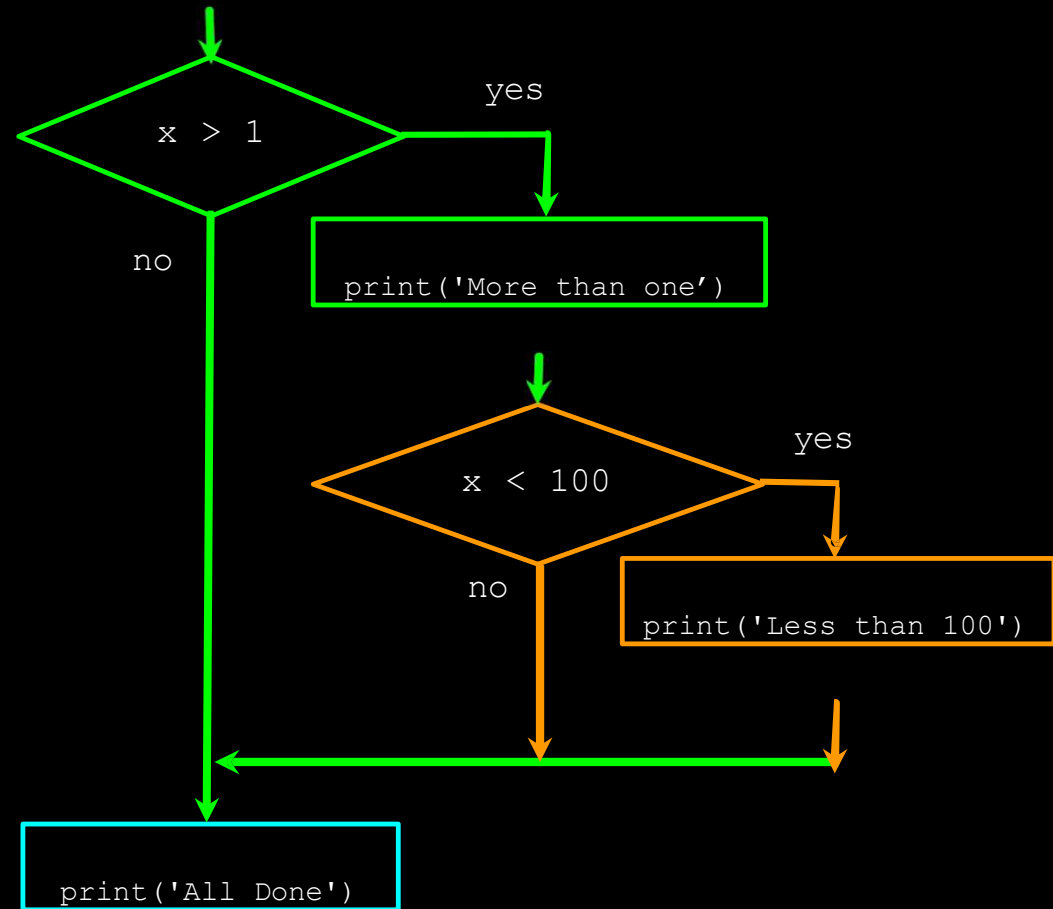 yes
x > 1
no
print('More than one’)
yes
x < 100
no
print('Less than 100')
print('All Done')